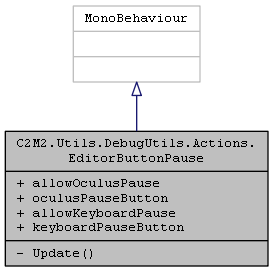 MonoBehaviour
C2M2.Utils.DebugUtils.Actions.
EditorButtonPause
+ allowOculusPause
+ oculusPauseButton
+ allowKeyboardPause
+ keyboardPauseButton
- Update()